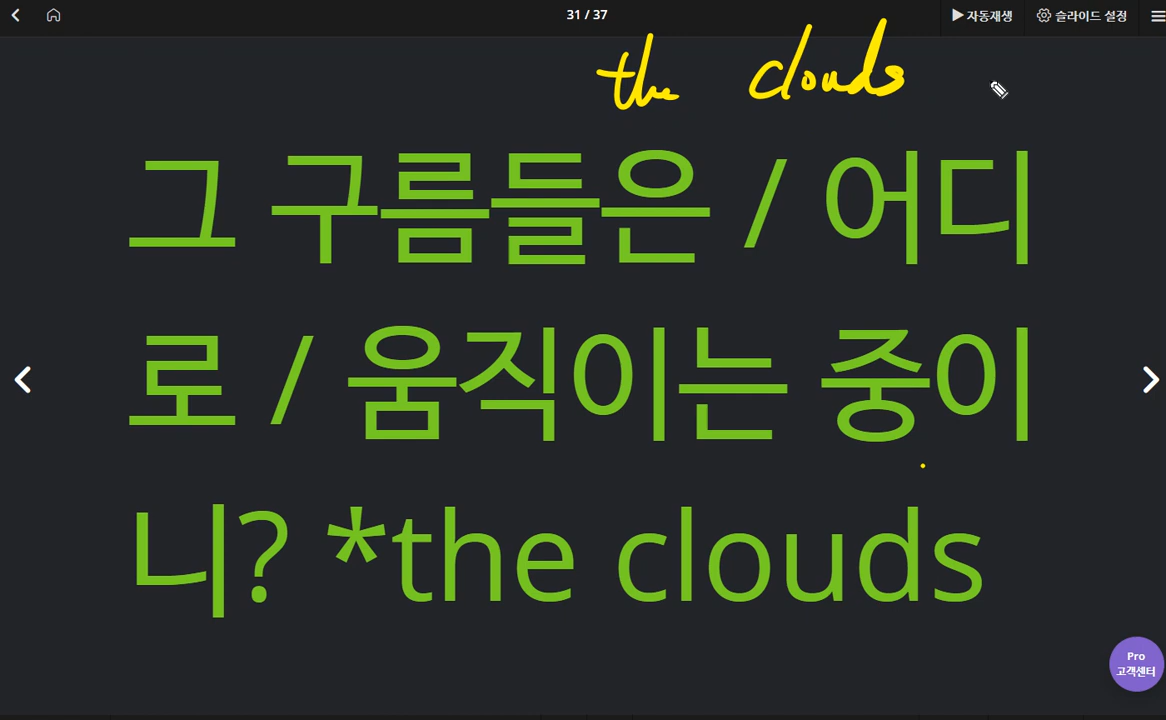 31 / 37
▶자동재생
슬라이드 설정
the clouds
그 구름들은 / 어디
로 / 움직이는 중이
니? *the clouds
Pro
고객센터